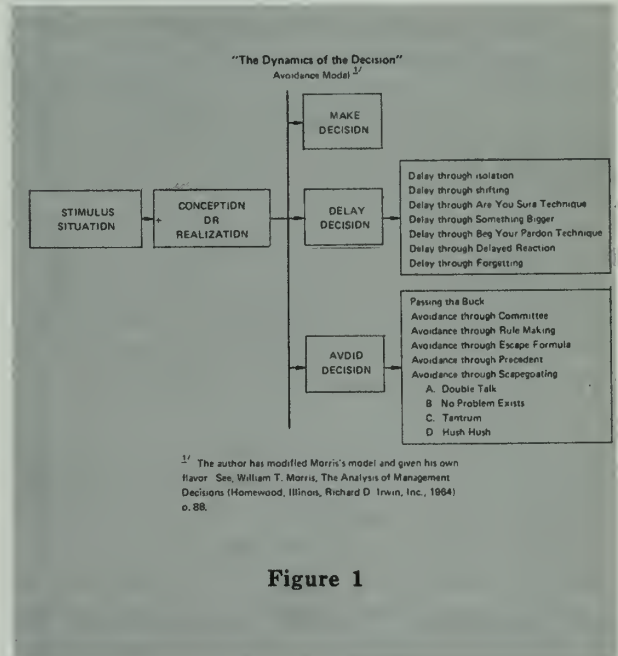 "The Dynamics of the Decision"
Avoidance Model 1/
MAKE
DECISION
STIMULUS
SITUATION
CONCEPTION
OR
REALIZATION
DELAY
DECISION
Delay through isolation
Delay through shifting
Delay through Are You Sure Technique
Delay through Something Bigger
Delay through Beg Your Pardon Technique
Delay through Delayed Reaction
Delay through Forgetting
AVOID
DECISION
Passing the Buck
Avoidance through Committee
Avoidance through Rule Making
Avoidance through Escape Formula
Avoidance through Precedent
Avoidance through Scapegoating
A. Double Talk
B No Problem Exists
C. Tantrum
D Hush Hush
1/ The author has modified Morris's model and given his own
flavor See, William T. Morris, The Analysis of Management
Decisions (Homewood, Illinois, Richard D Irwin, Inc., 1964)
p. 88.
Figure 1